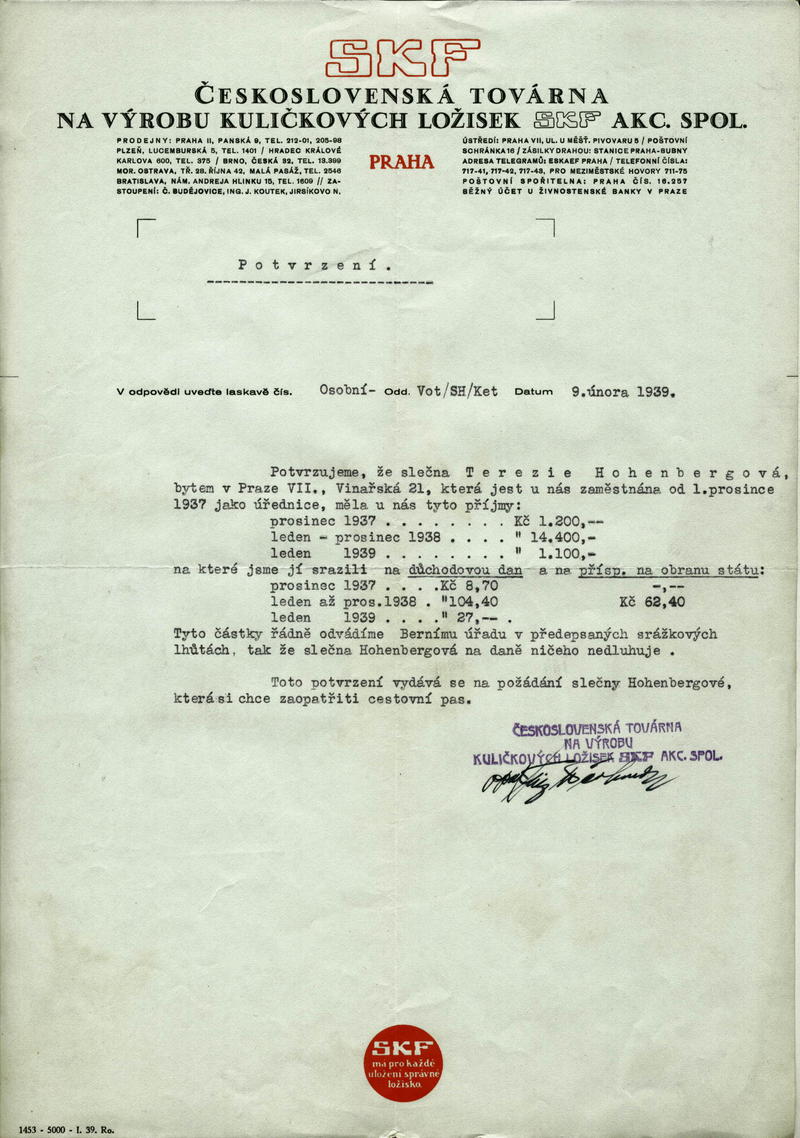 SKF
ČESKOSLOVENSKÁ TOVÁRNA
NA VÝROBU KULIČKOVÝCH LOŽISEK SKF AKC. SPOL.
PRODEJNY: PRAHA II, PANSKÁ 9, TEL. 212-01, 205-98
PLZEŇ, LUCEMBURSKÁ 5, TEL. 1401 / HRADEC KRÁLOVÉ
KARLOVA 600, TEL. 375 / BRNO, ČESKÁ 32, TEL. 13.399
MOR. OSTRAVA, TŘ. 28. ŘÍJNA 42, MALÁ PASÁŽ, TEL. 2546
BRATISLAVA, NÁM. ANDREJA HLINKU 15, TEL. 1609 // ZA-
STOUPENÍ: Č. BUDĚJOVICE, ING. J. KOUTEK, JIRSÍKOVO N.
PRAHA
ÚSTŘEDÍ: PRAHA VII, UL. U MĚŠŤ. PIVOVARU 5 / POŠTOVNÍ
SCHRÁNKA 16 / ZÁSILKY DRAHOU: STANICE PRAHA-BUBNY
ADRESA TELEGRAMŮ: ESKAEF PRAHA / TELEFONNÍ ČÍSLA:
717-41, 717-42, 717-43, PRO MEZIMĚSTSKÉ HOVORY 711-75
POŠTOVNÍ SPOŘITELNA: PRAHA ČÍS. 16.257
BĚŽNÝ ÚČET U ŽIVNOSTENSKÉ BANKY V PRAZE
Potvrzení.
V odpovědi uveďte laskavě čís. Osobní- Odd. Vot/SH/Ket Datum 9.února 1939.
Potvrzujeme, že slečna Terezie Hohenbergová,
bytem v Praze VII., Vinařská 21, která jest u nás zaměstnána od 1.prosince
1937 jako úřednice, měla u nás tyto příjmy:
prosinec 1937 . . . . . . . . Kč 1.200,--
leden - prosinec 1938 . . . . " 14.400,-
leden 1939 . . . . . . . . " 1.100,-
na které jsme jí srazili na důchodovou dan a na přísp. na obranu státu:
prosinec 1937 . . . .Kč 8,70 -,--
leden až pros.1938 . "104,40 Kč 62,40
leden 1939 . . . ." 27,-- .
Tyto částky řádně odvádíme Bernímu úřadu v předepsaných srážkových
lhůtách, tak že slečna Hohenbergová na daně ničeho nedluhuje .
Toto potvrzení vydává se na požádání slečny Hohenbergové,
která si chce zaopatřiti cestovní pas.
ČESKOSLOVENSKÁ TOVÁRNA
NA VÝROBU
KULIČKOVÝCH LOŽISEK SKF AKC. SPOL.
SKF
má pro každé
uložení správné
ložisko.
1453 - 5000 - I. 39. Ro.